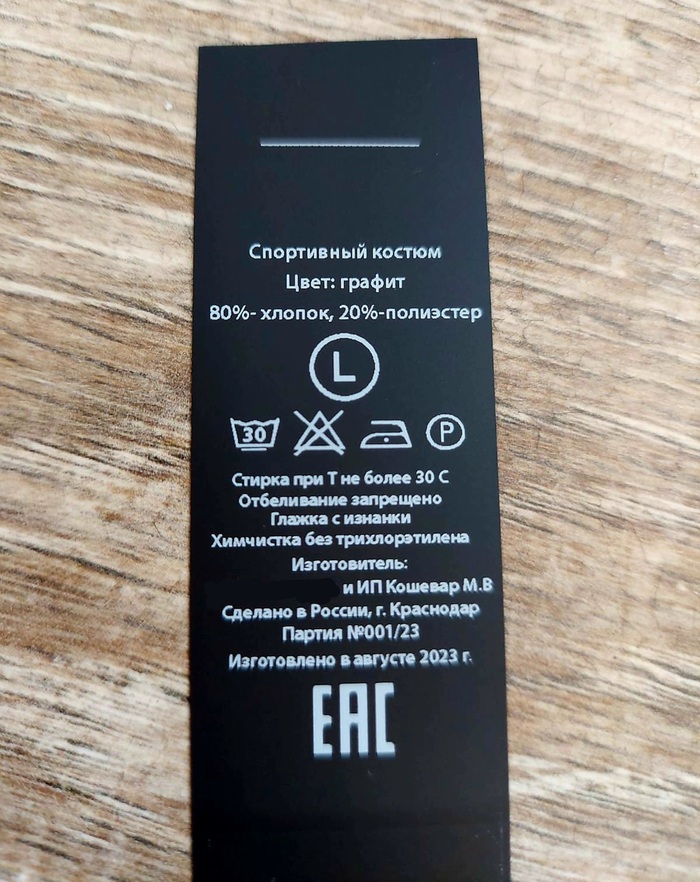 Спортивный костюм
Цвет: графит
80%- хлопок, 20%-полиэстер
L
30 P
Стирка при Т не более 30 С
Отбеливание запрещено
Глажка с изнанки
Химчистка без трихлорэтилена
Изготовитель:
и ИП Кошевар М.В
Сделано в России, г. Краснодар
Партия №001/23
Изготовлено в августе 2023 г.
EAC